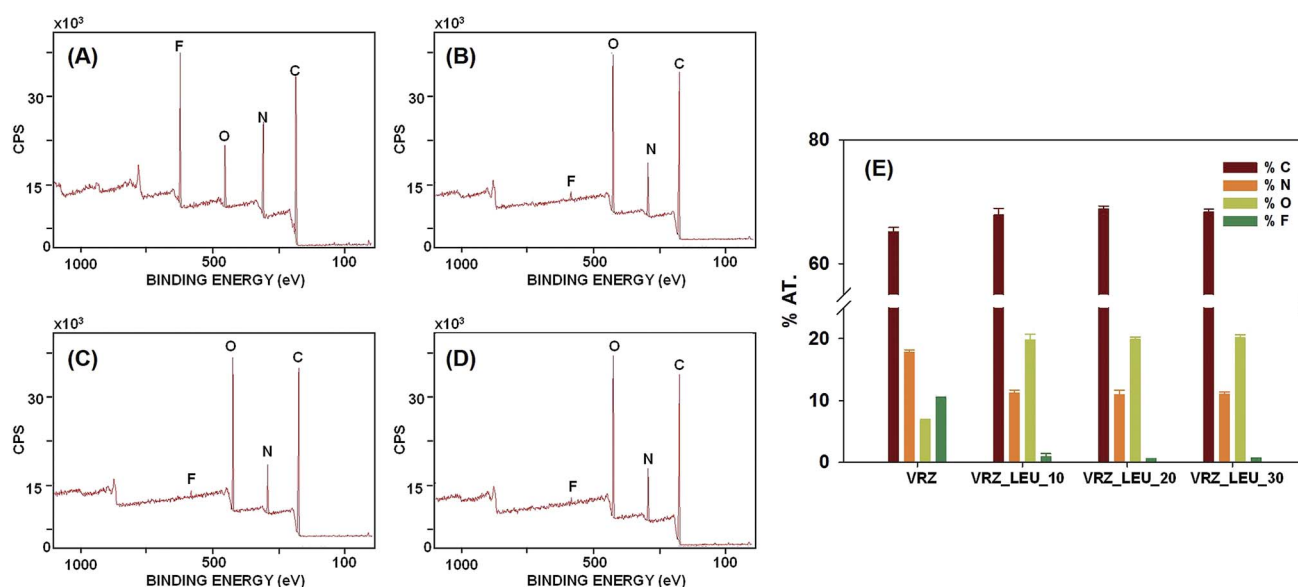 x10³
(A)
F
O
N
C
30
15
0
CPS
1000
500
100
BINDING ENERGY (eV)
x10³
(B)
F
O
N
C
30
15
0
CPS
1000
500
100
BINDING ENERGY (eV)
x10³
(C)
F
O
N
C
30
15
0
CPS
1000
500
100
BINDING ENERGY (eV)
x10³
(D)
F
O
N
C
30
15
0
CPS
1000
500
100
BINDING ENERGY (eV)
(E)
80
60
20
10
0
% AT.
% C
% N
% O
% F
VRZ
VRZ_LEU_10
VRZ_LEU_20
VRZ_LEU_30